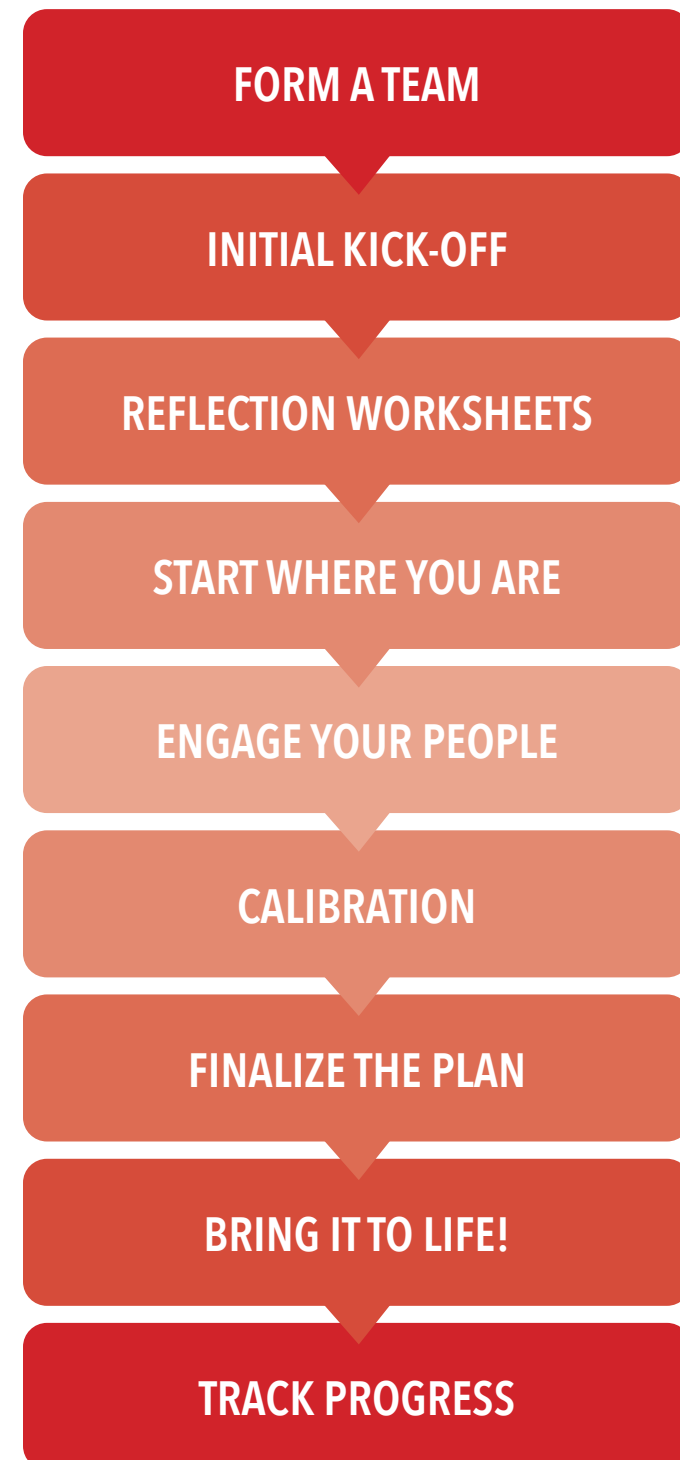 FORM A TEAM
INITIAL KICK-OFF
REFLECTION WORKSHEETS
START WHERE YOU ARE
ENGAGE YOUR PEOPLE
CALIBRATION
FINALIZE THE PLAN
BRING IT TO LIFE!
TRACK PROGRESS